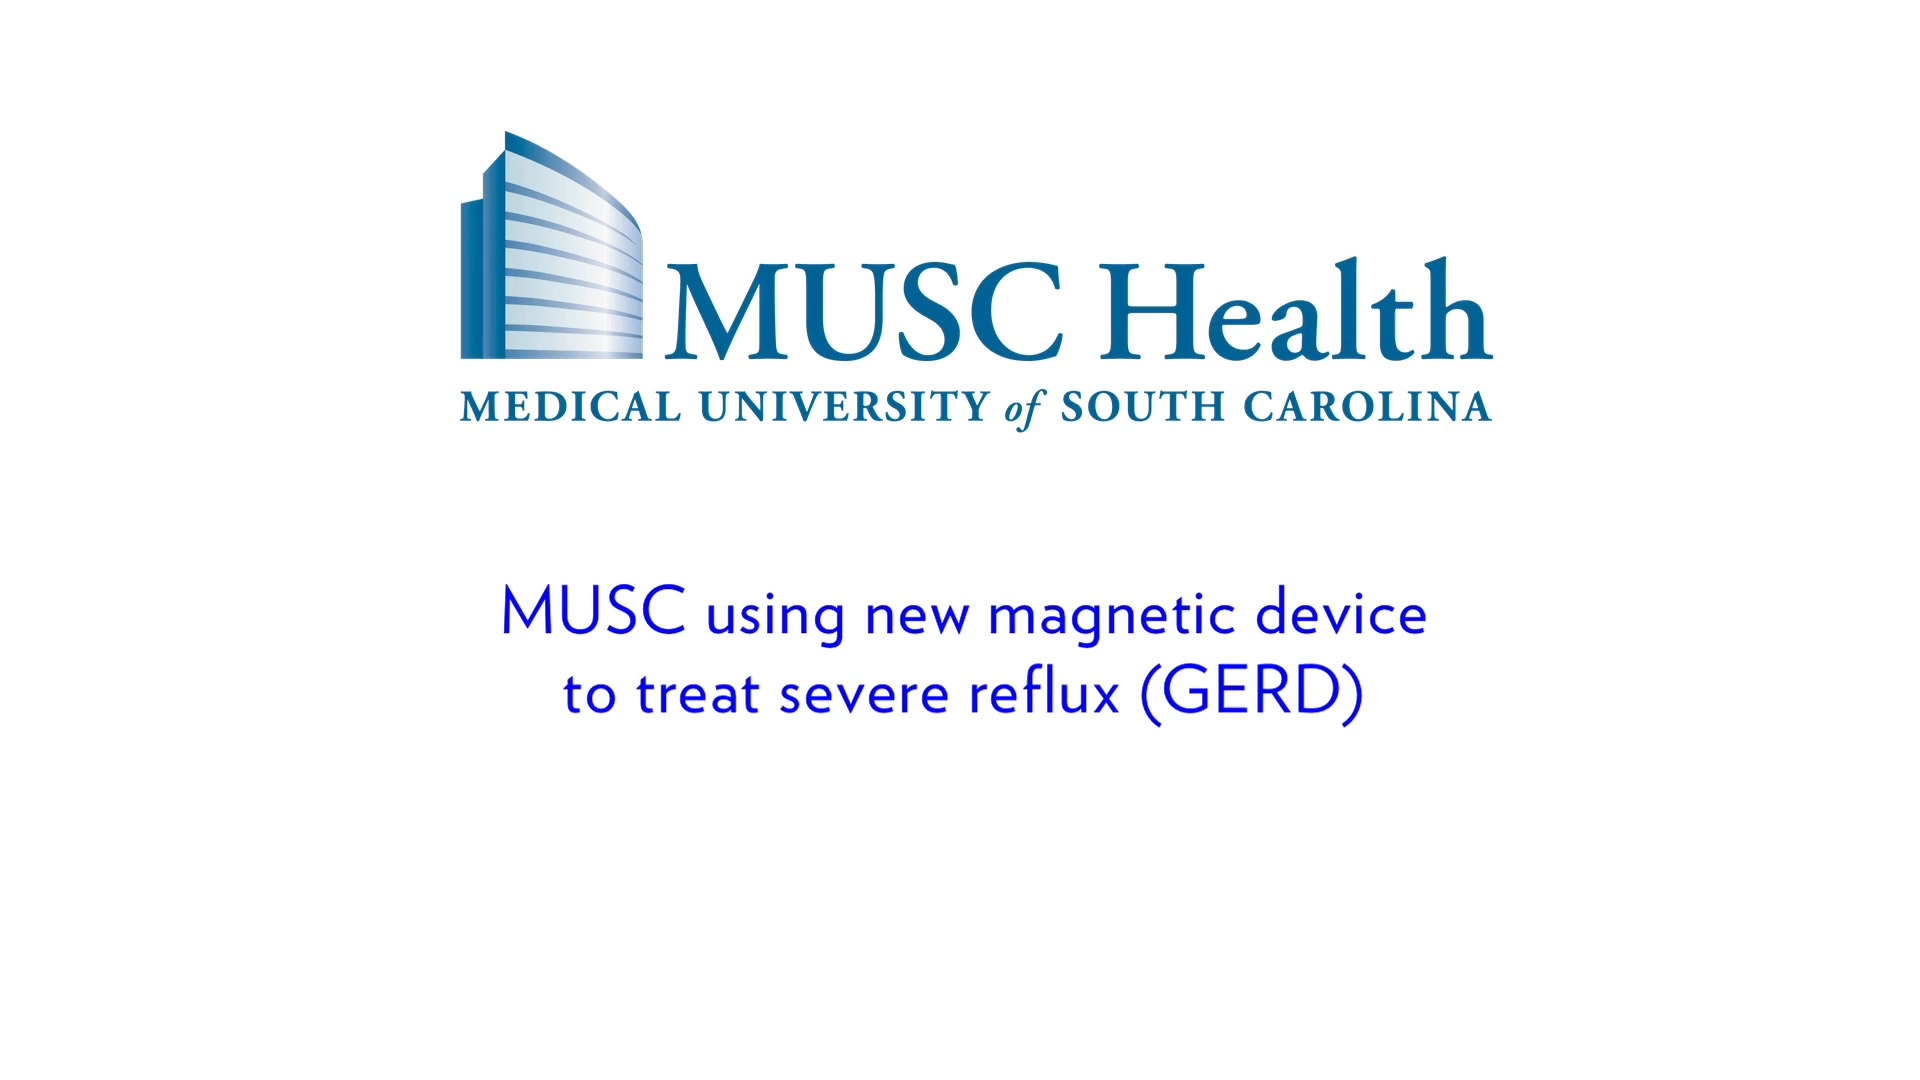 MUSC Health
MEDICAL UNIVERSITY of SOUTH CAROLINA
MUSC using new magnetic device
to treat severe reflux (GERD)